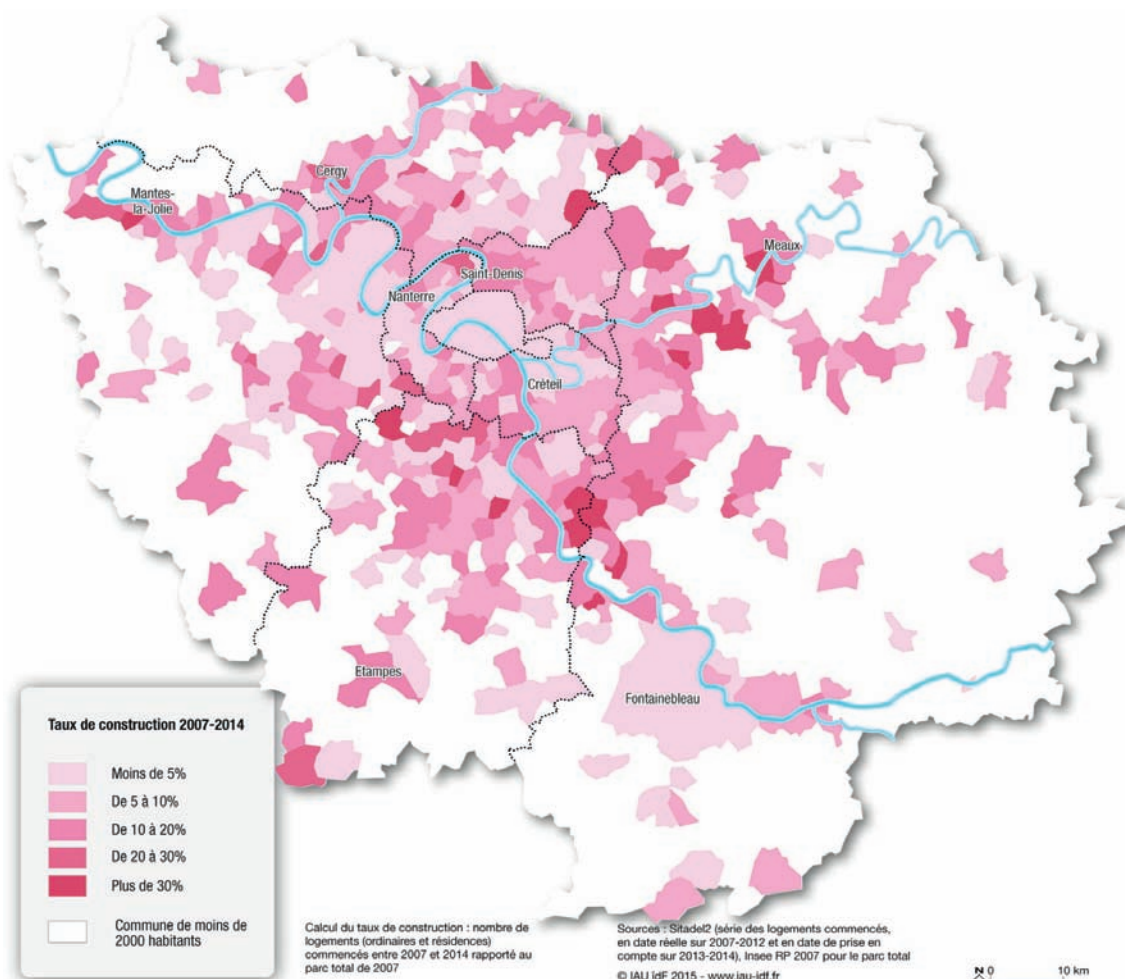 Cergy
Mantes-
la-Jolie
Meaux
Saint-Denis
Nanterre
Créteil
Etampes
Fontainebleau
Taux de construction 2007-2014
Moins de 5%
De 5 à 10%
De 10 à 20%
De 20 à 30%
Plus de 30%
Commune de moins de
2000 habitants
Calcul du taux de construction : nombre de
logements (ordinaires et résidences)
commencés entre 2007 et 2014 rapporté au
parc total de 2007
Sources : Sitadel2 (série des logements commencés,
en date réelle sur 2007-2012 et en date de prise en
compte sur 2013-2014), Insee RP 2007 pour le parc total
© IAU îdF 2015 - www.iau-idf.fr
N 0 10 km